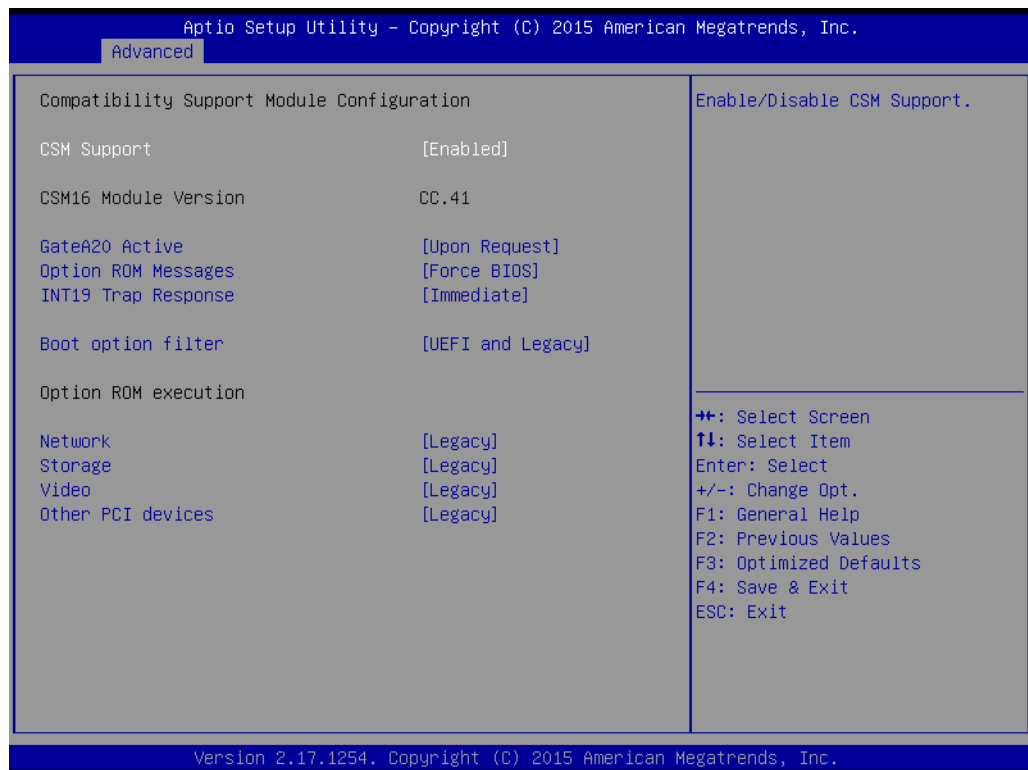 Aptio Setup Utility – Copyright (C) 2015 American Megatrends, Inc.
Advanced
Compatibility Support Module Configuration
Enable/Disable CSM Support.
CSM Support [Enabled]
CSM16 Module Version CC.41
GateA20 Active [Upon Request]
Option ROM Messages [Force BIOS]
INT19 Trap Response [Immediate]
Boot option filter [UEFI and Legacy]
Option ROM execution
Network [Legacy]
Storage [Legacy]
Video [Legacy]
Other PCI devices [Legacy]
→←: Select Screen
↑↓: Select Item
Enter: Select
+/-: Change Opt.
F1: General Help
F2: Previous Values
F3: Optimized Defaults
F4: Save & Exit
ESC: Exit
Version 2.17.1254. Copyright (C) 2015 American Megatrends, Inc.